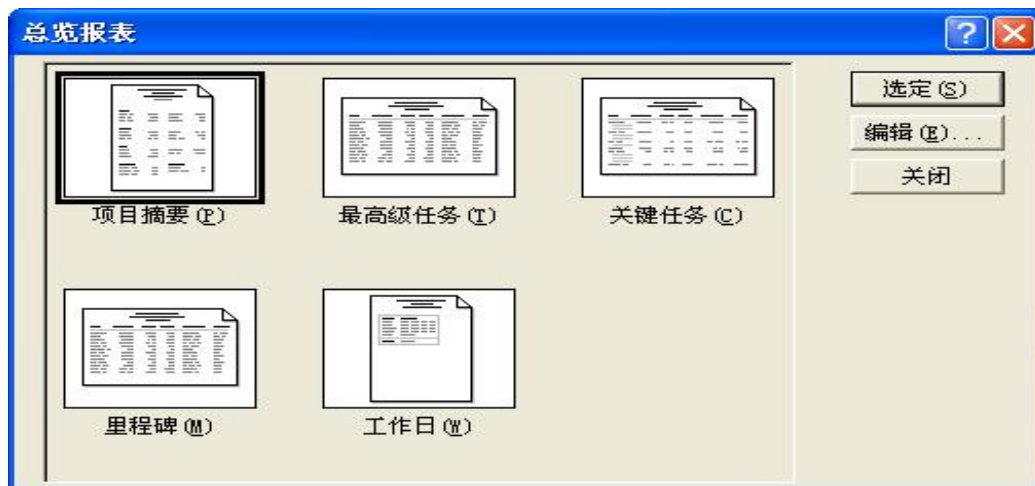 总览报表
选定(S)
编辑(E)...
关闭
项目摘要(P)
最高级任务(T)
关键任务(C)
里程碑(M)
工作日(W)